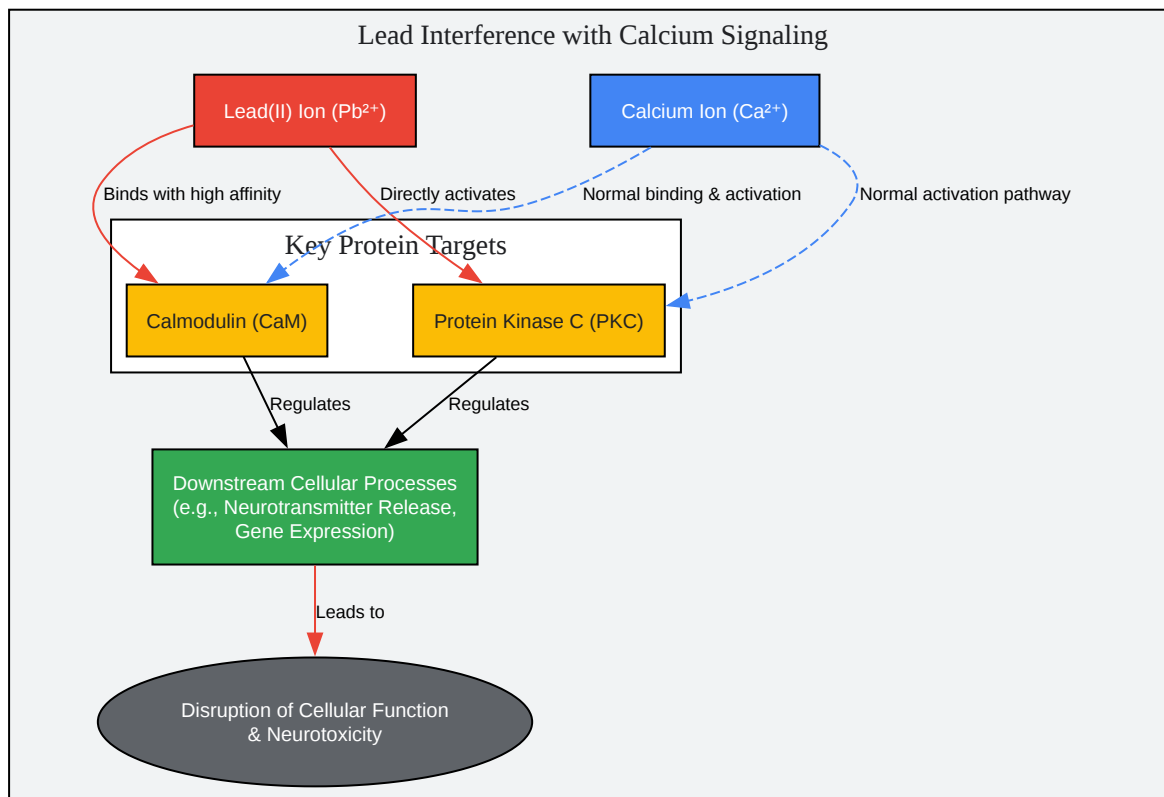 Lead Interference with Calcium Signaling
Lead(II) Ion (Pb²⁺)
Calcium Ion (Ca²⁺)
Binds with high affinity
Directly activates
Normal binding & activation
Normal activation pathway
Key Protein Targets
Calmodulin (CaM)
Protein Kinase C (PKC)
Regulates
Regulates
Downstream Cellular Processes
(e.g., Neurotransmitter Release,
Gene Expression)
Leads to
Disruption of Cellular Function
& Neurotoxicity